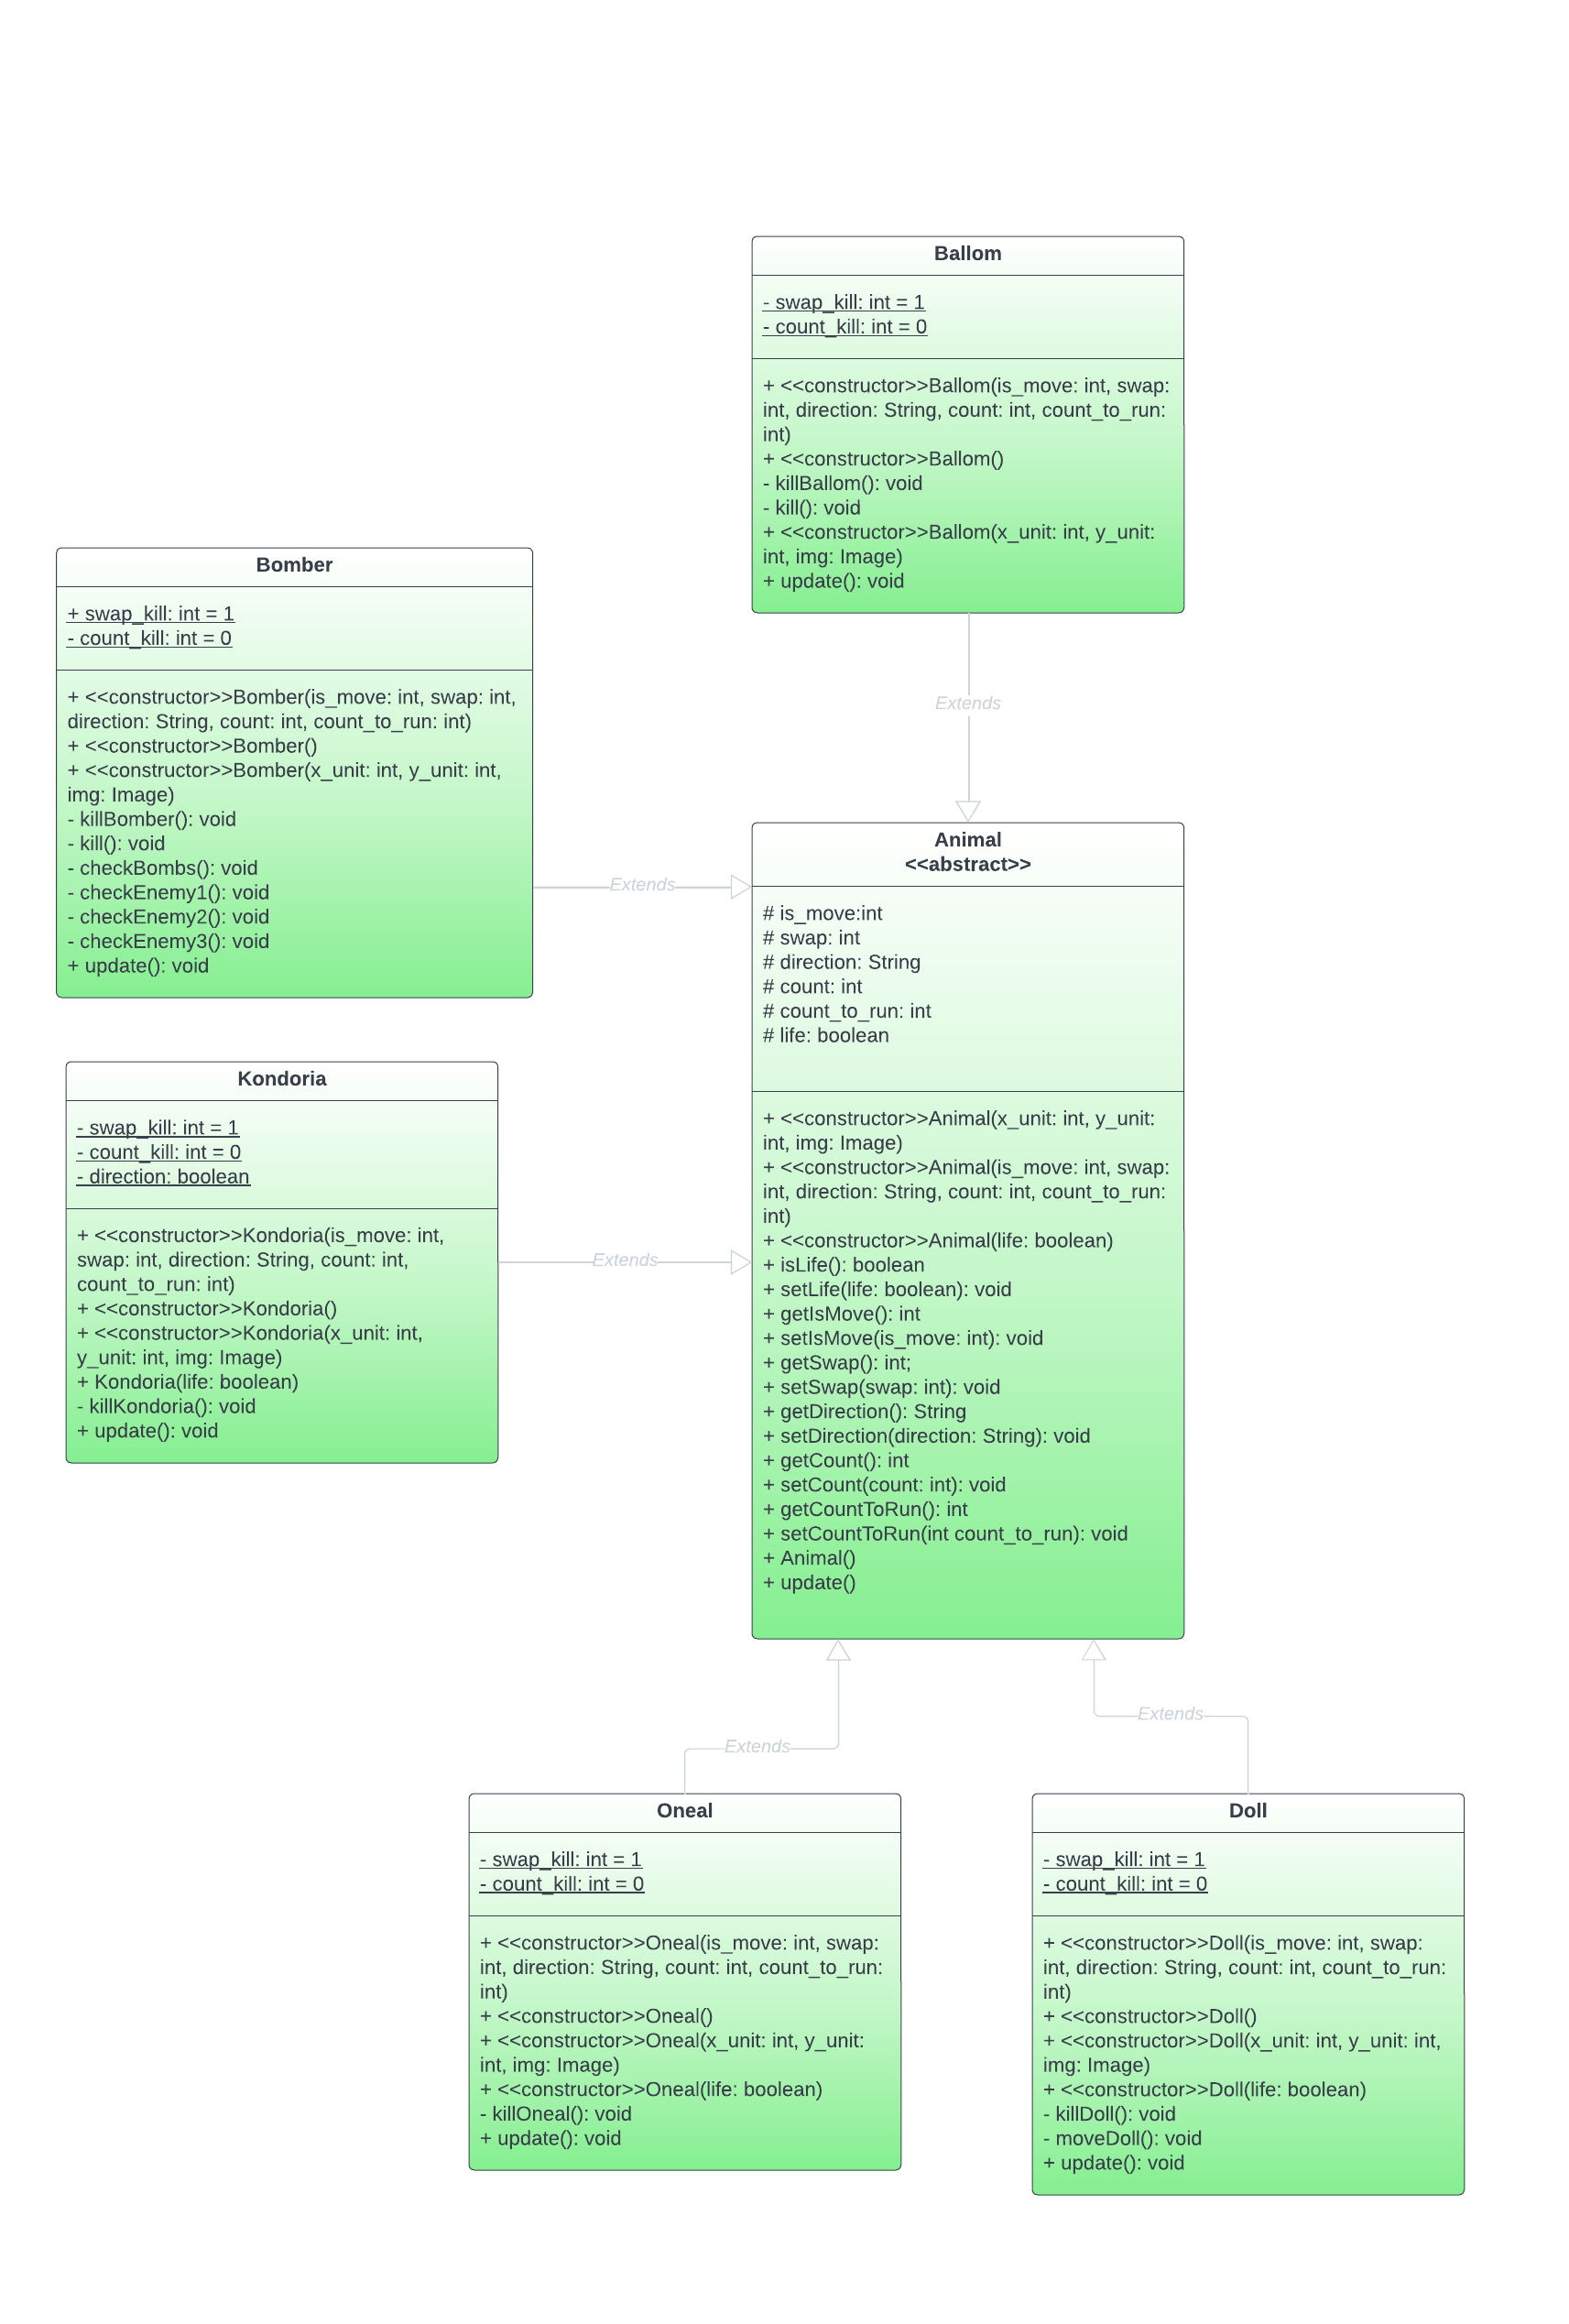 Ballom
- swap_kill: int = 1
- count_kill: int = 0
+ <<constructor>>Ballom(is_move: int, swap:
int, direction: String, count: int, count_to_run:
int)
+ <<constructor>>Ballom()
- killBallom(): void
- kill(): void
+ <<constructor>>Ballom(x_unit: int, y_unit:
int, img: Image)
+ update(): void
Extends
Bomber
+ swap_kill: int = 1
- count_kill: int = 0
+ <<constructor>>Bomber(is_move: int, swap: int,
direction: String, count: int, count_to_run: int)
+ <<constructor>>Bomber()
+ <<constructor>>Bomber(x_unit: int, y_unit: int,
img: Image)
- killBomber(): void
- kill(): void
- checkBombs(): void
- checkEnemy1(): void
- checkEnemy2(): void
- checkEnemy3(): void
+ update(): void
Extends
Animal
<<abstract>>
# is_move:int
# swap: int
# direction: String
# count: int
# count_to_run: int
# life: boolean
+ <<constructor>>Animal(x_unit: int, y_unit:
int, img: Image)
+ <<constructor>>Animal(is_move: int, swap:
int, direction: String, count: int, count_to_run:
int)
+ <<constructor>>Animal(life: boolean)
+ isLife(): boolean
+ setLife(life: boolean): void
+ getIsMove(): int
+ setIsMove(is_move: int): void
+ getSwap(): int;
+ setSwap(swap: int): void
+ getDirection(): String
+ setDirection(direction: String): void
+ getCount(): int
+ setCount(count: int): void
+ getCountToRun(): int
+ setCountToRun(int count_to_run): void
+ Animal()
+ update()
Kondoria
- swap_kill: int = 1
- count_kill: int = 0
- direction: boolean
+ <<constructor>>Kondoria(is_move: int,
swap: int, direction: String, count: int,
count_to_run: int)
+ <<constructor>>Kondoria()
+ <<constructor>>Kondoria(x_unit: int,
y_unit: int, img: Image)
+ Kondoria(life: boolean)
- killKondoria(): void
+ update(): void
Extends
Extends
Extends
Oneal
- swap_kill: int = 1
- count_kill: int = 0
+ <<constructor>>Oneal(is_move: int, swap:
int, direction: String, count: int, count_to_run:
int)
+ <<constructor>>Oneal()
+ <<constructor>>Oneal(x_unit: int, y_unit:
int, img: Image)
+ <<constructor>>Oneal(life: boolean)
- killOneal(): void
+ update(): void
Doll
- swap_kill: int = 1
- count_kill: int = 0
+ <<constructor>>Doll(is_move: int, swap:
int, direction: String, count: int, count_to_run:
int)
+ <<constructor>>Doll()
+ <<constructor>>Doll(x_unit: int, y_unit: int,
img: Image)
+ <<constructor>>Doll(life: boolean)
- killDoll(): void
- moveDoll(): void
+ update(): void